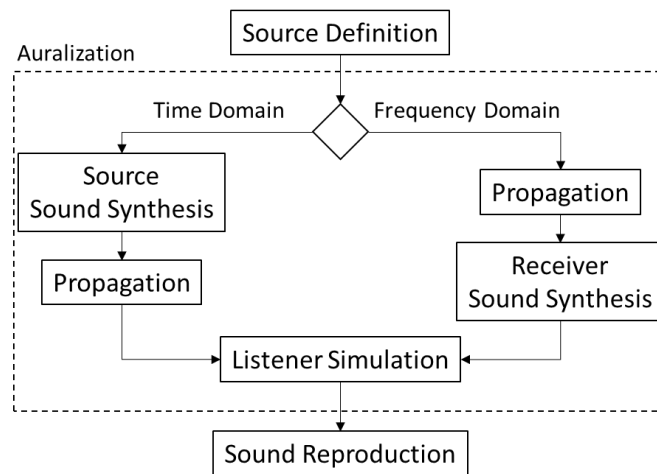 Source Definition
Auralization
Time Domain
Frequency Domain
Source
Sound Synthesis
Propagation
Propagation
Receiver
Sound Synthesis
Listener Simulation
Sound Reproduction